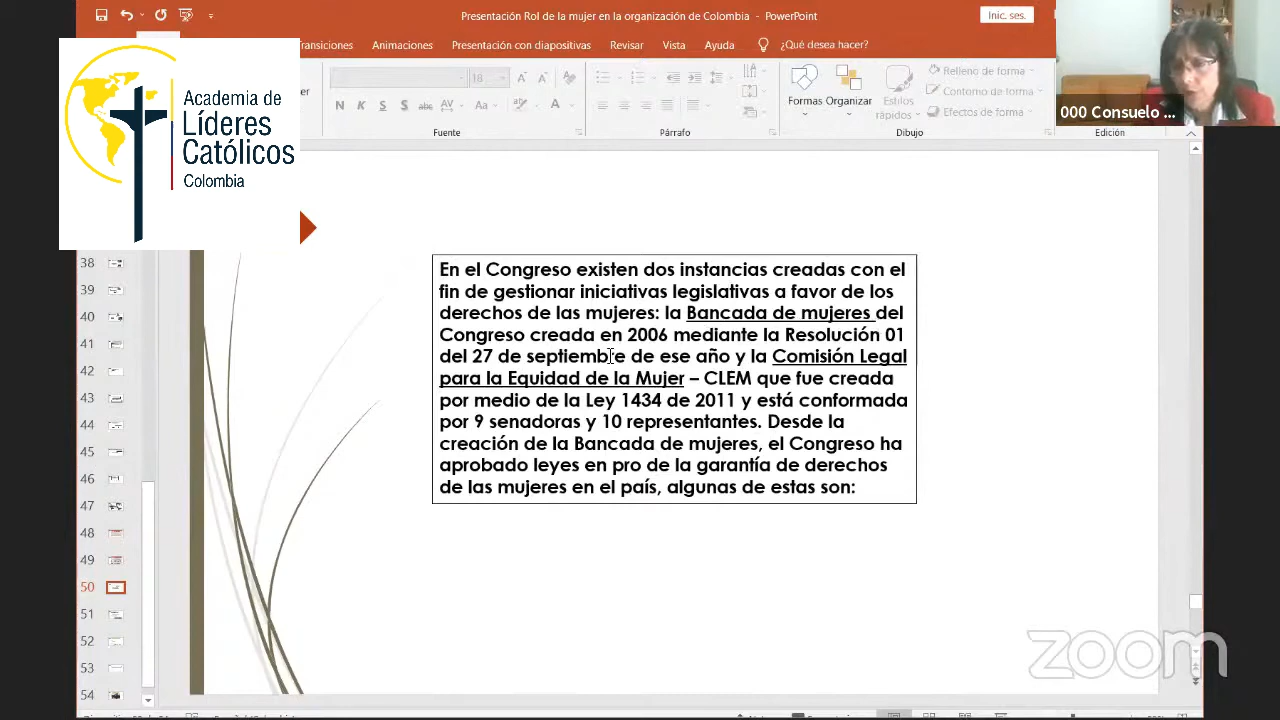 Presentación Rol de la mujer en la organización de Colombia - PowerPoint
Inic. ses.
Transiciones
Animaciones
Presentación con diapositivas
Revisar
Vista
Ayuda
¿Qué desea hacer?
18
N K S S abc AV Aa A
Fuente
Párrafo
Formas
Organizar
Estilos
rápidos
Relleno de forma
Contorno de forma
Efectos de forma
Dibujo
Edición
000 Consuelo ...
Academia de
Líderes
Católicos
Colombia
38
39
40
41
42
43
44
45
46
47
48
49
50
51
52
53
54
En el Congreso existen dos instancias creadas con el
fin de gestionar iniciativas legislativas a favor de los
derechos de las mujeres: la Bancada de mujeres del
Congreso creada en 2006 mediante la Resolución 01
del 27 de septiembre de ese año y la Comisión Legal
para la Equidad de la Mujer – CLEM que fue creada
por medio de la Ley 1434 de 2011 y está conformada
por 9 senadoras y 10 representantes. Desde la
creación de la Bancada de mujeres, el Congreso ha
aprobado leyes en pro de la garantía de derechos
de las mujeres en el país, algunas de estas son:
zoom